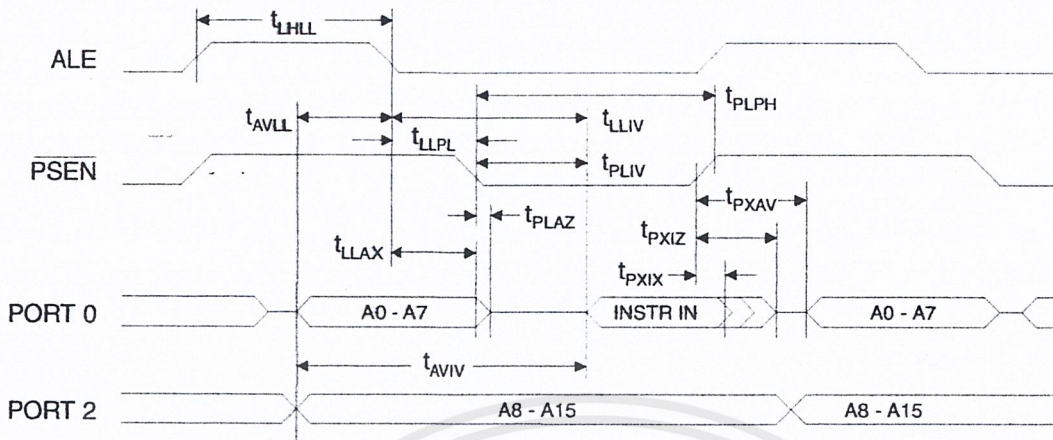 tLHLL
ALE
tPLPH
tAVLL
tLLIV
tLLPL
PSEN
tPLIV
tPXAV
tPLAZ
tPXIZ
tLLAX
tPXIX
PORT 0
A0 - A7
INSTR IN
A0 - A7
tAVIV
PORT 2
A8 - A15
A8 - A15